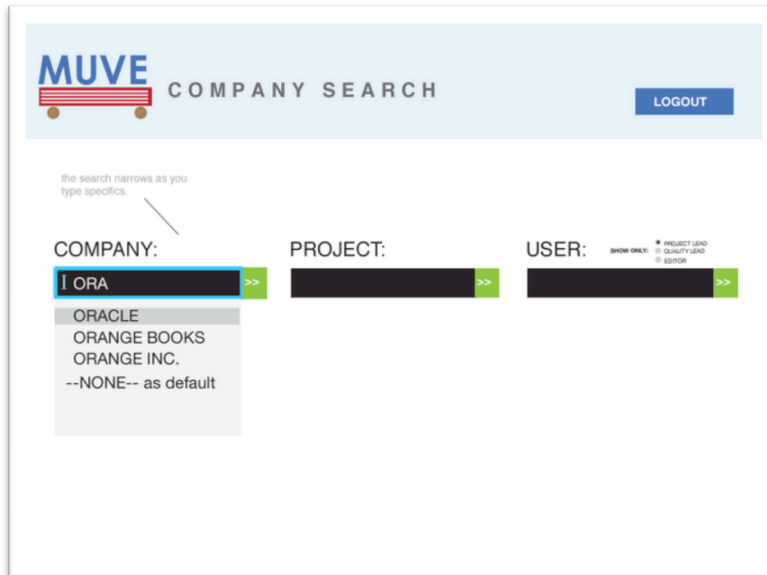 MUVE
COMPANY SEARCH
LOGOUT
the search narrows as you
type specifics.
COMPANY:
PROJECT:
USER:
SHOW ONLY:
PROJECT LEAD
QUALITY LEAD
EDITOR
ORA
>>
>>
>>
ORACLE
ORANGE BOOKS
ORANGE INC.
--NONE-- as default